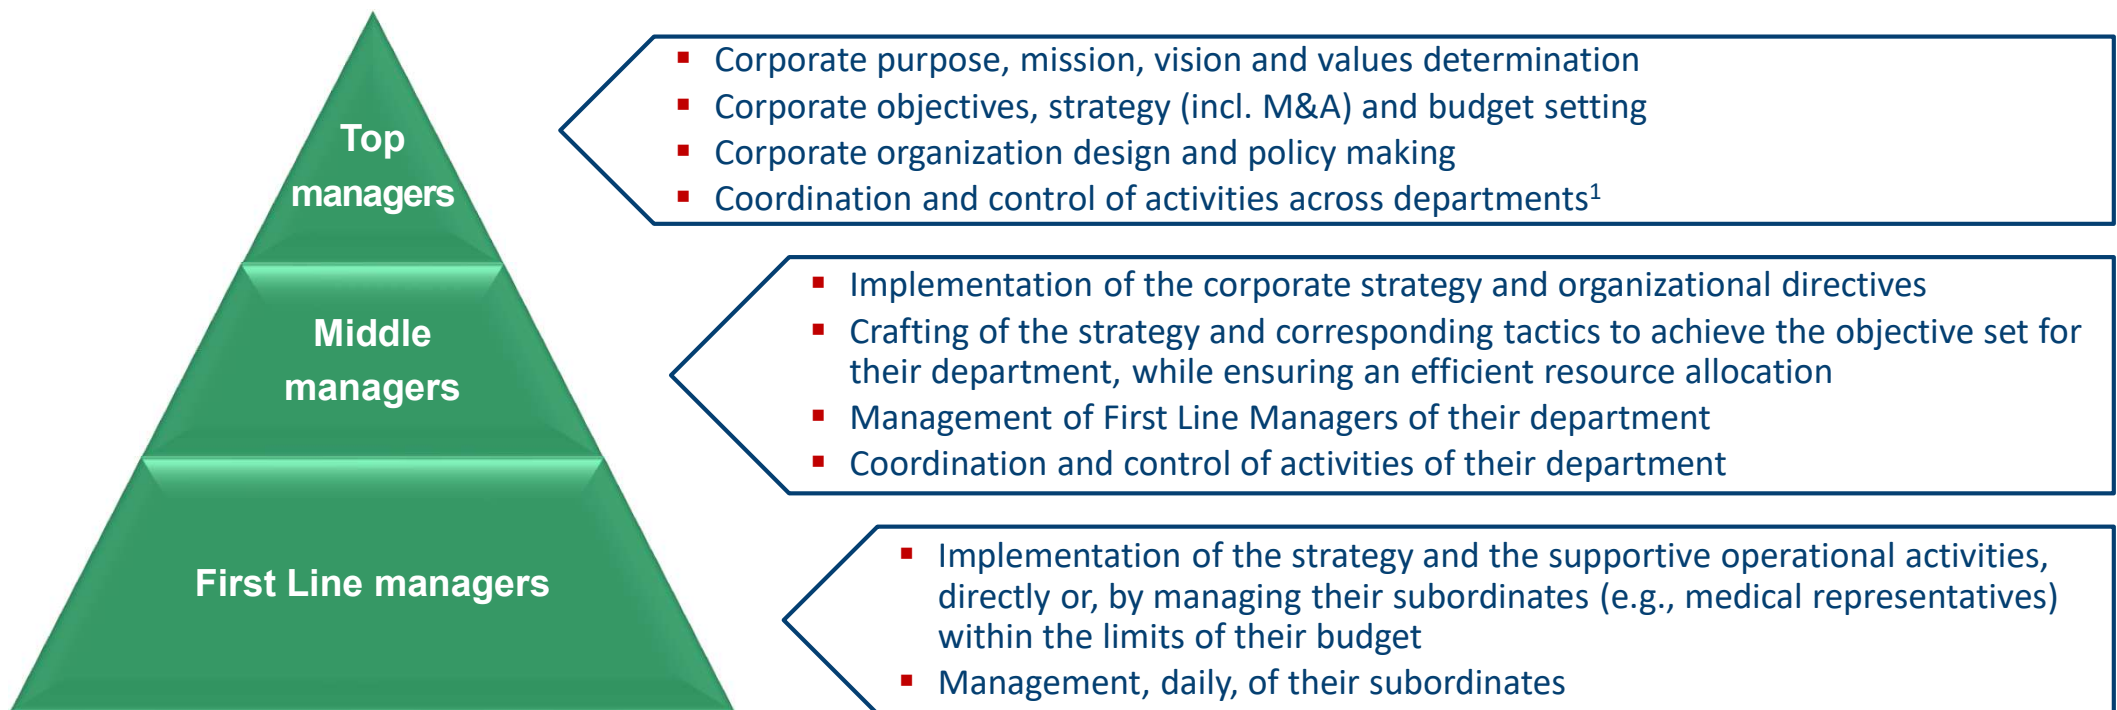 Top
managers
▪ Corporate purpose, mission, vision and values determination
▪ Corporate objectives, strategy (incl. M&A) and budget setting
▪ Corporate organization design and policy making
▪ Coordination and control of activities across departments¹
Middle
managers
▪ Implementation of the corporate strategy and organizational directives
▪ Crafting of the strategy and corresponding tactics to achieve the objective set for
their department, while ensuring an efficient resource allocation
▪ Management of First Line Managers of their department
▪ Coordination and control of activities of their department
First Line managers
▪ Implementation of the strategy and the supportive operational activities,
directly or, by managing their subordinates (e.g., medical representatives)
within the limits of their budget
▪ Management, daily, of their subordinates